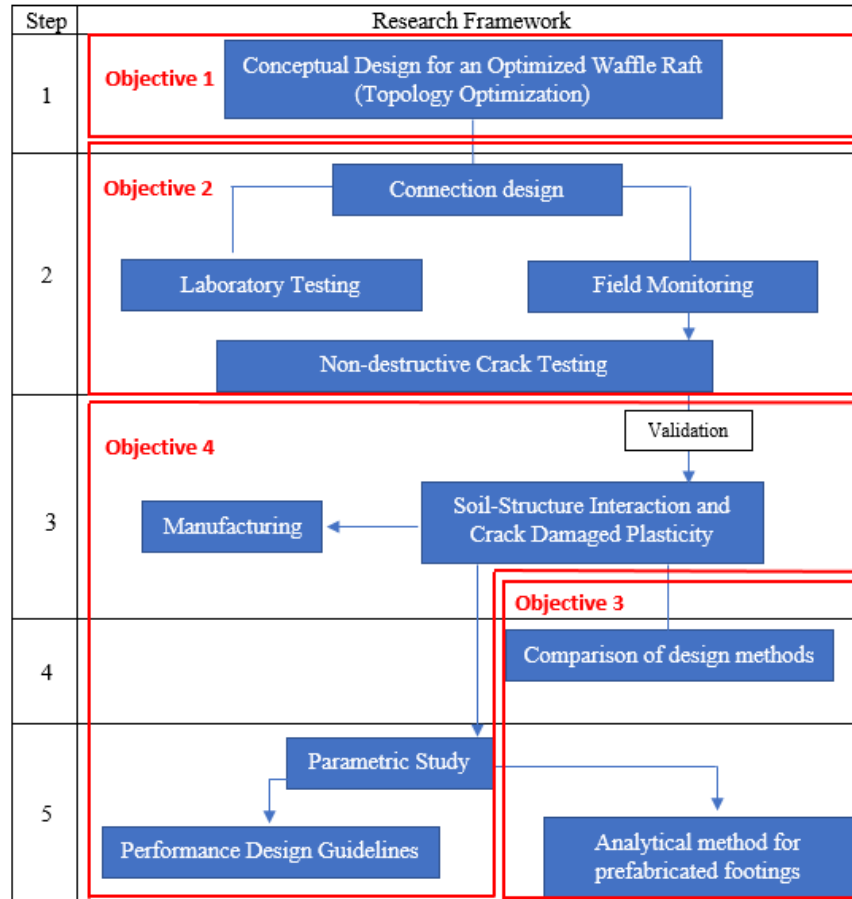 Step
Research Framework
1
Objective 1
Conceptual Design for an Optimized Waffle Raft
(Topology Optimization)
2
Objective 2
Connection design
Laboratory Testing
Field Monitoring
Non-destructive Crack Testing
3
Validation
Objective 4
Soil-Structure Interaction and
Crack Damaged Plasticity
Manufacturing
Objective 3
4
Comparison of design methods
5
Parametric Study
Performance Design Guidelines
Analytical method for
prefabricated footings